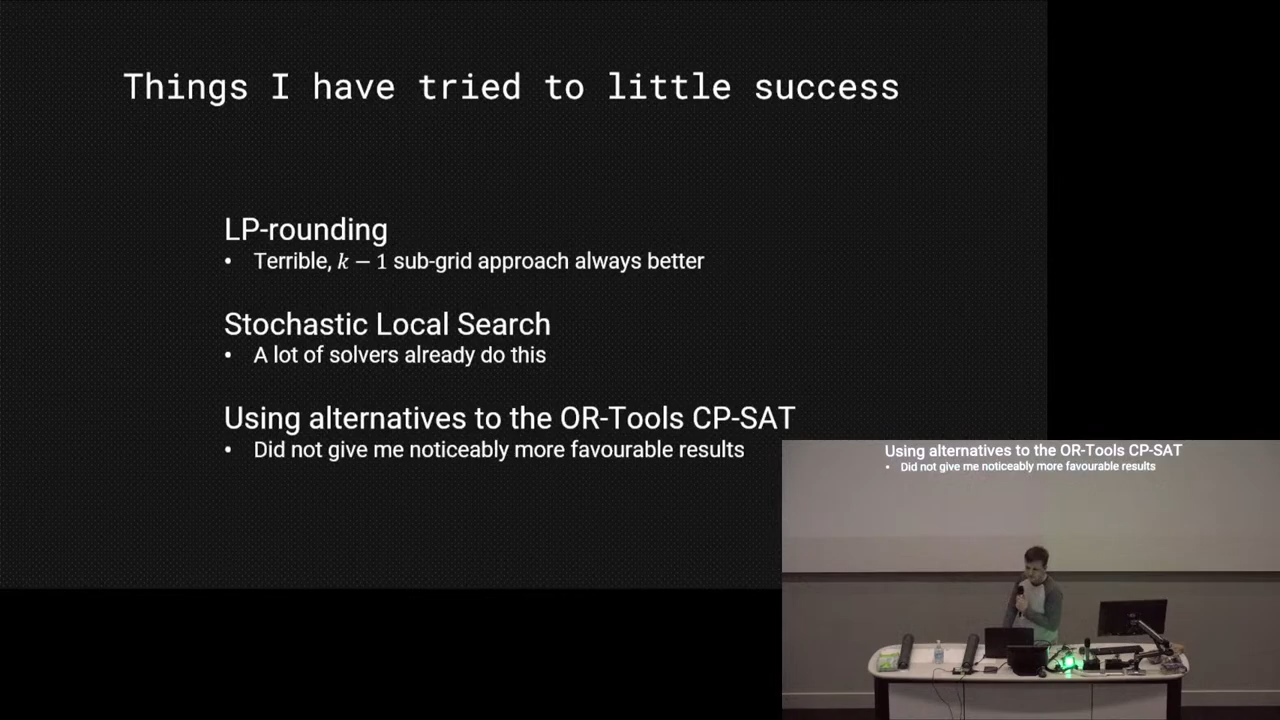 Things I have tried to little success
LP-rounding
• Terrible, k − 1 sub-grid approach always better
Stochastic Local Search
• A lot of solvers already do this
Using alternatives to the OR-Tools CP-SAT
• Did not give me noticeably more favourable results
Using alternatives to the OR-Tools CP-SAT
• Did not give me noticeably more favourable results